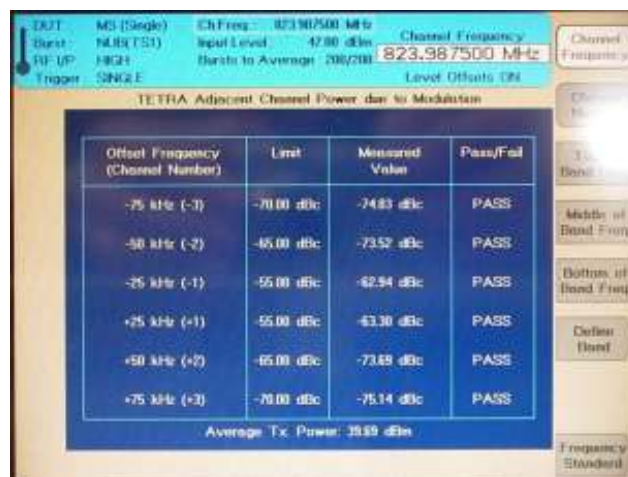 DUT MS (Single) Ch Freq : 823.987500 MHz
Burst : NUB(TS1) Input Level : 47.00 dBm Channel Frequency
RF I/P HIGH Bursts to Average 200/200 823.987500 MHz
Trigger SINGLE Level Offsets ON
TETRA Adjacent Channel Power due to Modulation
Offset Frequency Limit Measured Pass/Fail
(Channel Number) Value
-75 kHz (-3) -70.00 dBc -74.83 dBc PASS
-50 kHz (-2) -65.00 dBc -73.52 dBc PASS
-25 kHz (-1) -55.00 dBc -62.94 dBc PASS
+25 kHz (+1) -55.00 dBc -63.30 dBc PASS
+50 kHz (+2) -65.00 dBc -73.69 dBc PASS
+75 kHz (+3) -70.00 dBc -75.14 dBc PASS
Average Tx. Power: 39.69 dBm
Channel
Frequency
Middle of
Band Freq
Bottom of
Band Freq
Define
Band
Frequency
Standard